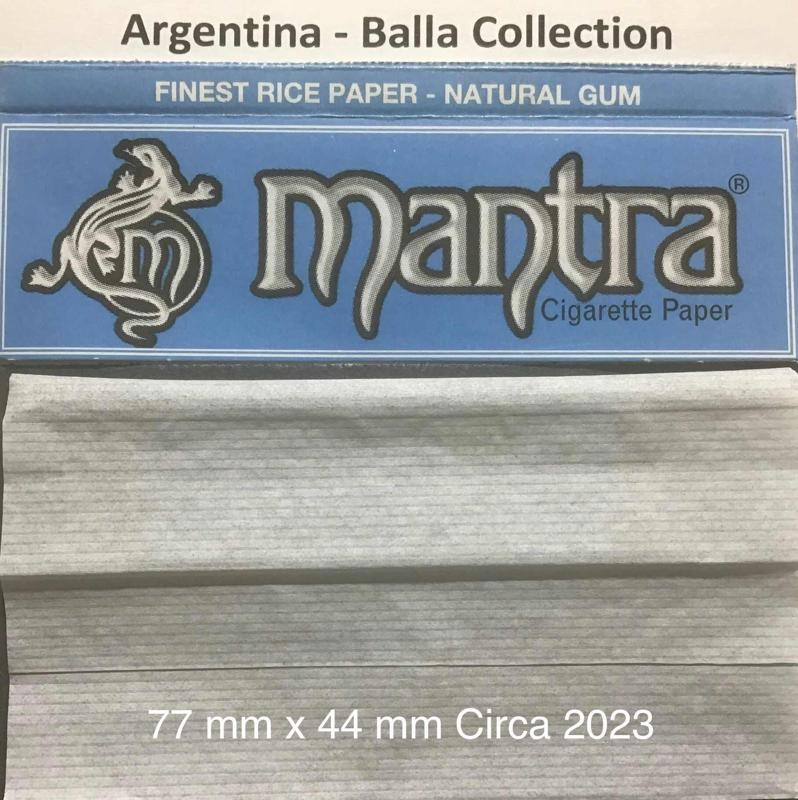 Argentina - Balla Collection
FINEST RICE PAPER - NATURAL GUM
m
mantra®
Cigarette Paper
77 mm x 44 mm Circa 2023